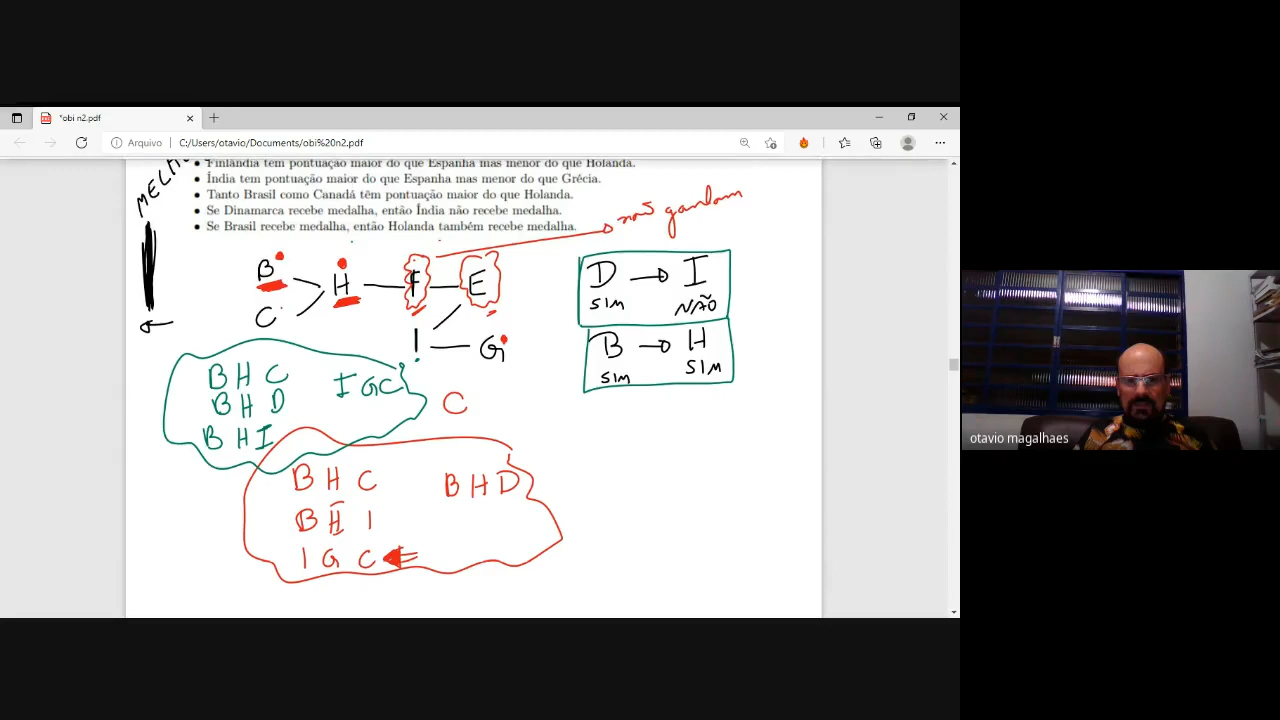 *obi n2.pdf
Arquivo C:/Users/otavio/Documents/obi%20n2.pdf
Finlândia tem pontuação maior do que Espanha mas menor do que Holanda.
• Índia tem pontuação maior do que Espanha mas menor do que Grécia.
• Tanto Brasil como Canadá têm pontuação maior do que Holanda.
• Se Dinamarca recebe medalha, então Índia não recebe medalha.
• Se Brasil recebe medalha, então Holanda também recebe medalha.
não ganham
B H F E
C I G
D → I
SIM NÃO
B → H
SIM SIM
B H C I G C
B H D
B H I
C
B H C B H D
B H I
I G C
otavio magalhaes